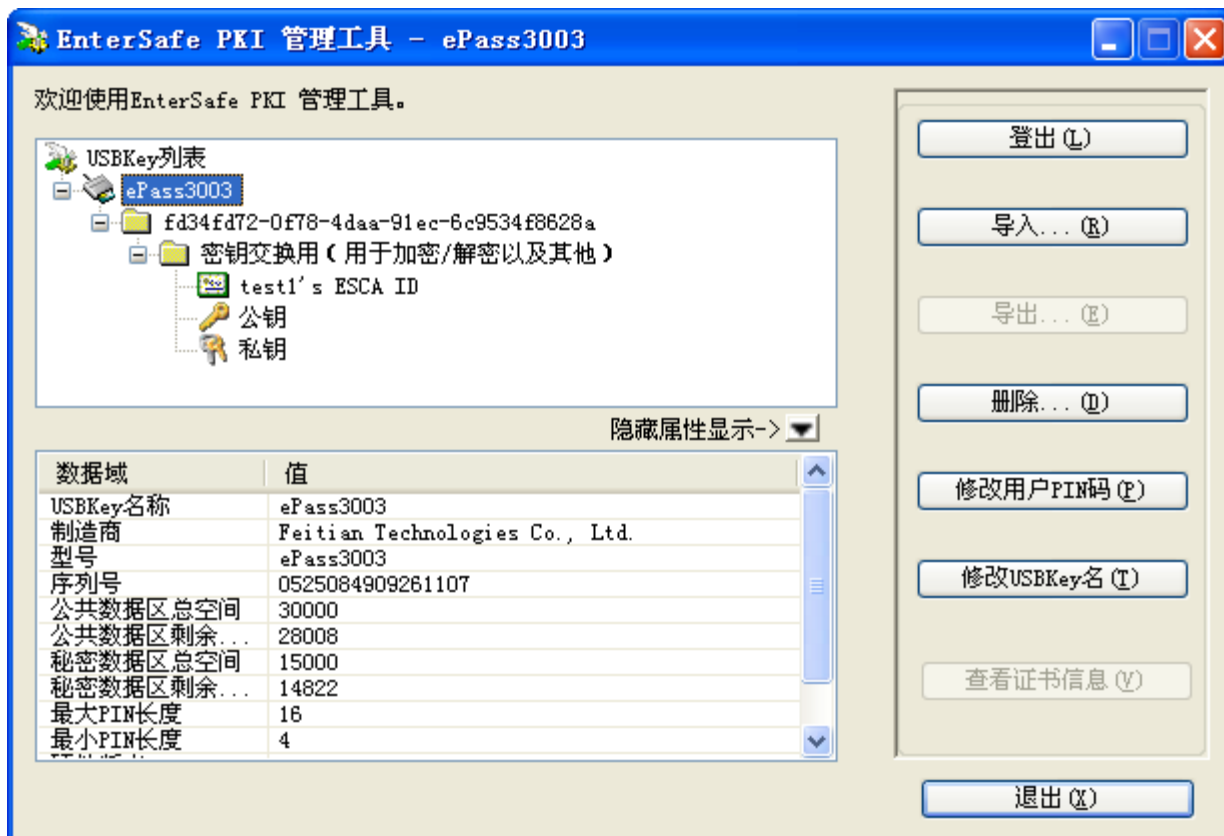 EnterSafe PKI 管理工具 - ePass3003
欢迎使用EnterSafe PKI 管理工具。
USBKey列表
ePass3003
fd34fd72-0f78-4daa-91ec-6c9534f8628a
密钥交换用(用于加密/解密以及其他)
test1's ESCA ID
公钥
私钥
隐藏属性显示->
数据域 值
USBKey名称 ePass3003
制造商 Feitian Technologies Co., Ltd.
型号 ePass3003
序列号 0525084909261107
公共数据区总空间 30000
公共数据区剩余... 28008
秘密数据区总空间 15000
秘密数据区剩余... 14822
最大PIN长度 16
最小PIN长度 4
登出(L)
导入...(R)
导出...(E)
删除...(D)
修改用户PIN码(P)
修改USBKey名(T)
查看证书信息(V)
退出(X)